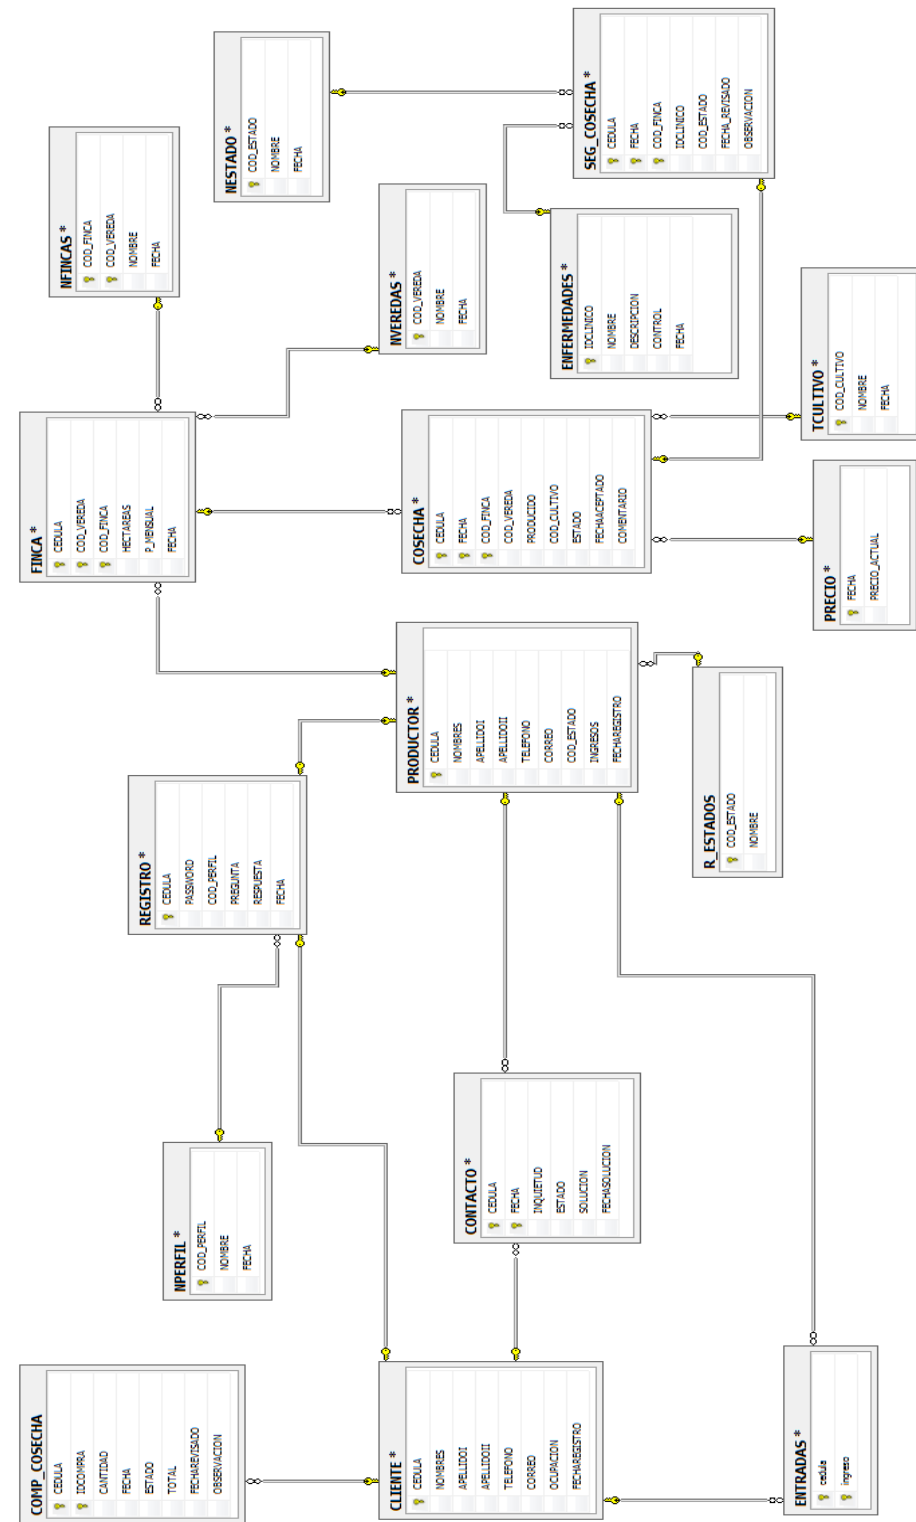 COMP_COSECHA
CEDULA
IDCOMPRA
CANTIDAD
FECHA
ESTADO
TOTAL
FECHAREVISADO
OBSERVACION
FINCA *
CEDULA
COD_VEREDA
COD_FINCA
HECTAREAS
P_MENSUAL
FECHA
NFINCAS *
COD_FINCA
COD_VEREDA
NOMBRE
FECHA
REGISTRO *
CEDULA
PASSWORD
COD_PERFIL
PREGUNTA
RESPUESTA
FECHA
NPERFIL *
COD_PERFIL
NOMBRE
FECHA
NESTADO *
COD_ESTADO
NOMBRE
FECHA
CLIENTE *
CEDULA
NOMBRES
APELLIDOI
APELLIDOII
TELEFONO
CORREO
OCUPACION
FECHAREGISTRO
NVEREDAS *
COD_VEREDA
NOMBRE
FECHA
PRODUCTOR *
CEDULA
NOMBRES
APELLIDOI
APELLIDOII
TELEFONO
CORREO
COD_ESTADO
INGRESOS
FECHAREGISTRO
COSECHA *
CEDULA
FECHA
COD_FINCA
COD_VEREDA
PRODUCIDO
COD_CULTIVO
ESTADO
FECHAACEPTADO
COMENTARIO
CONTACTO *
CEDULA
FECHA
INQUIETUD
ESTADO
SOLUCION
FECHASOLUCION
ENFERMEDADES *
IDCLINICO
NOMBRE
DESCRIPCION
CONTROL
FECHA
SEG_COSECHA *
CEDULA
FECHA
COD_FINCA
IDCLINICO
COD_ESTADO
FECHA_REVISADO
OBSERVACION
R_ESTADOS
COD_ESTADO
NOMBRE
ENTRADAS *
cedula
ingreso
PRECIO *
FECHA
PRECIO_ACTUAL
TCULTIVO *
COD_CULTIVO
NOMBRE
FECHA